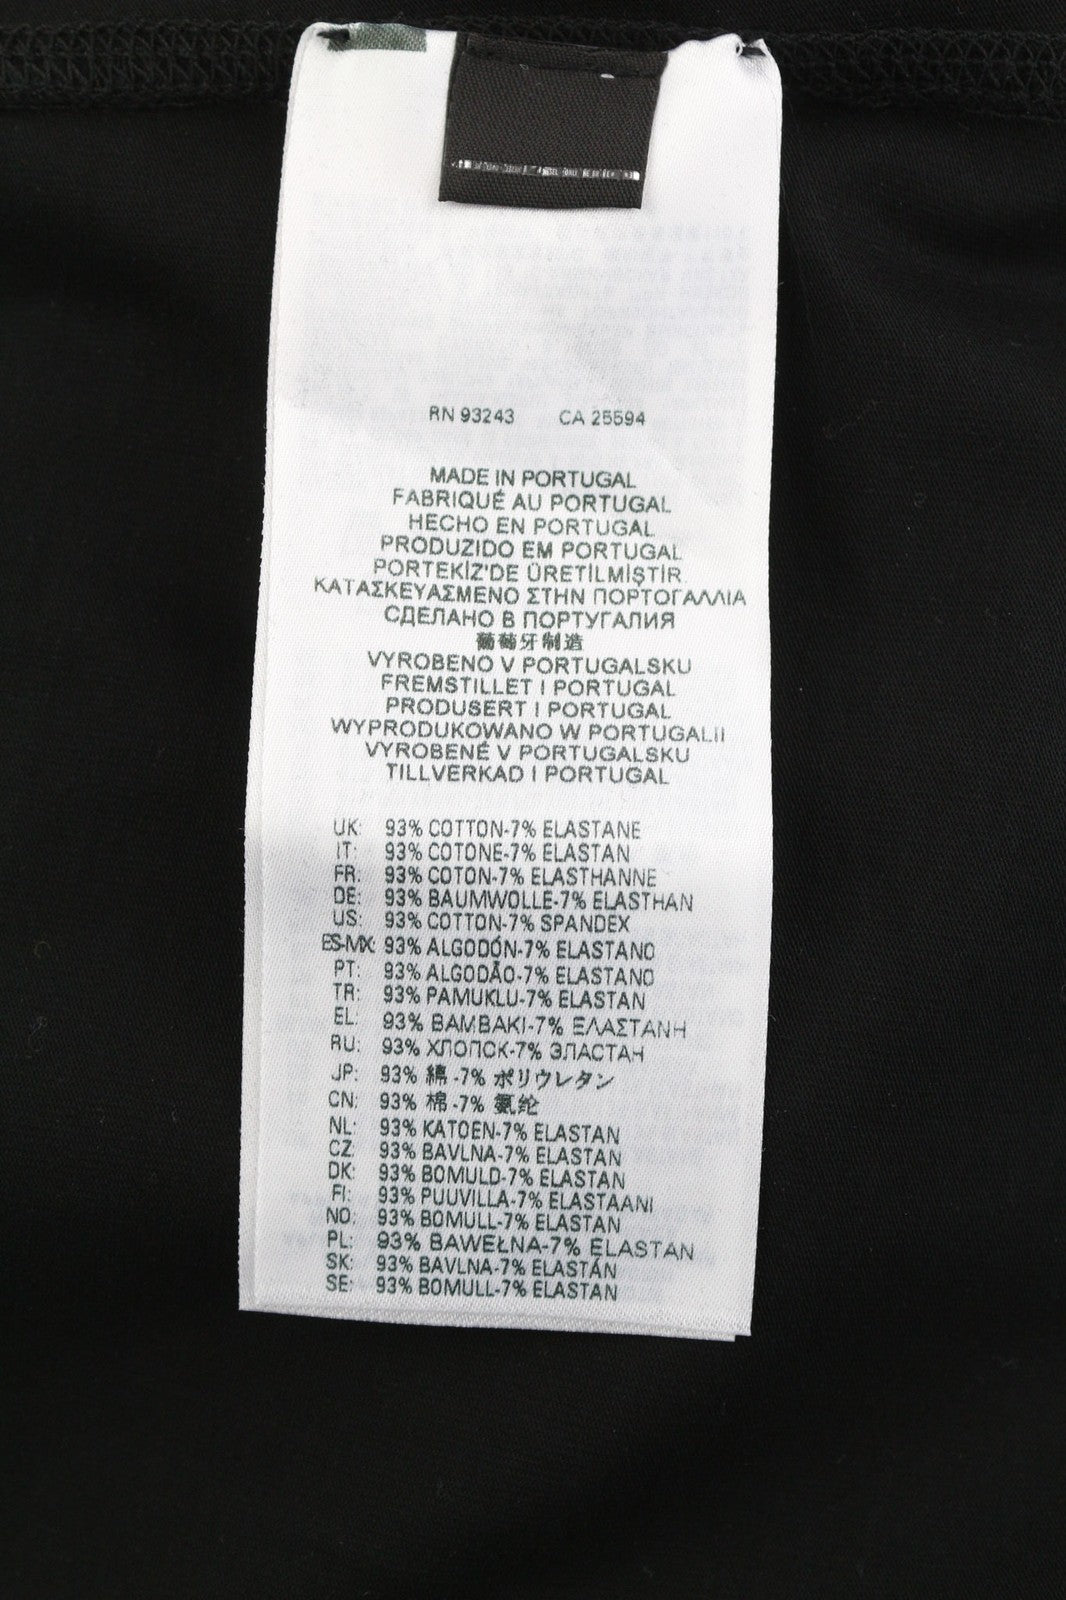 RN 93243 CA 25594
MADE IN PORTUGAL
FABRIQUÉ AU PORTUGAL
HECHO EN PORTUGAL
PRODUZIDO EM PORTUGAL
PORTEKİZ'DE ÜRETİLMİŞTİR.
ΚΑΤΑΣΚΕΥΑΣΜΕΝΟ ΣΤΗΝ ΠΟΡΤΟΓΑΛΛΙΑ
СДЕЛАНО В ПОРТУГАЛИЯ
葡萄牙制造
VYROBENO V PORTUGALSKU
FREMSTILLET I PORTUGAL
PRODUSERT I PORTUGAL
WYPRODUKOWANO W PORTUGALII
VYROBENÉ V PORTUGALSKU
TILLVERKAD I PORTUGAL
UK: 93% COTTON-7% ELASTANE
IT: 93% COTONE-7% ELASTAN
FR: 93% COTON-7% ELASTHANNE
DE: 93% BAUMWOLLE-7% ELASTHAN
US: 93% COTTON-7% SPANDEX
ES-MX: 93% ALGODÓN-7% ELASTANO
PT: 93% ALGODÃO-7% ELASTANO
TR: 93% PAMUKLU-7% ELASTAN
EL: 93% ΒΑΜΒΑΚΙ-7% ΕΛΑΣΤΑΝΗ
RU: 93% ХЛОПСК-7% ЭЛАСТАН
JP: 93% 綿 -7% ポリウレタン
CN: 93% 棉 -7% 氨纶
NL: 93% KATOEN-7% ELASTAN
CZ: 93% BAVLNA-7% ELASTAN
DK: 93% BOMULD-7% ELASTAN
FI: 93% PUUVILLA-7% ELASTAANI
NO: 93% BOMULL-7% ELASTAN
PL: 93% BAWEŁNA-7% ELASTAN
SK: 93% BAVLNA-7% ELASTÁN
SE: 93% BOMULL-7% ELASTAN